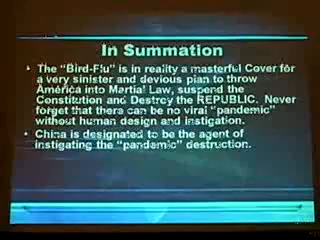 In Summation
• The “Bird-Flu” is in reality a masterful Cover for
a very sinister and devious plan to throw
America into Martial Law, suspend the
Constitution and Destroy the REPUBLIC. Never
forget that there can be no viral “pandemic”
without human design and instigation.
• China is designated to be the agent of
instigating the “pandemic” destruction.